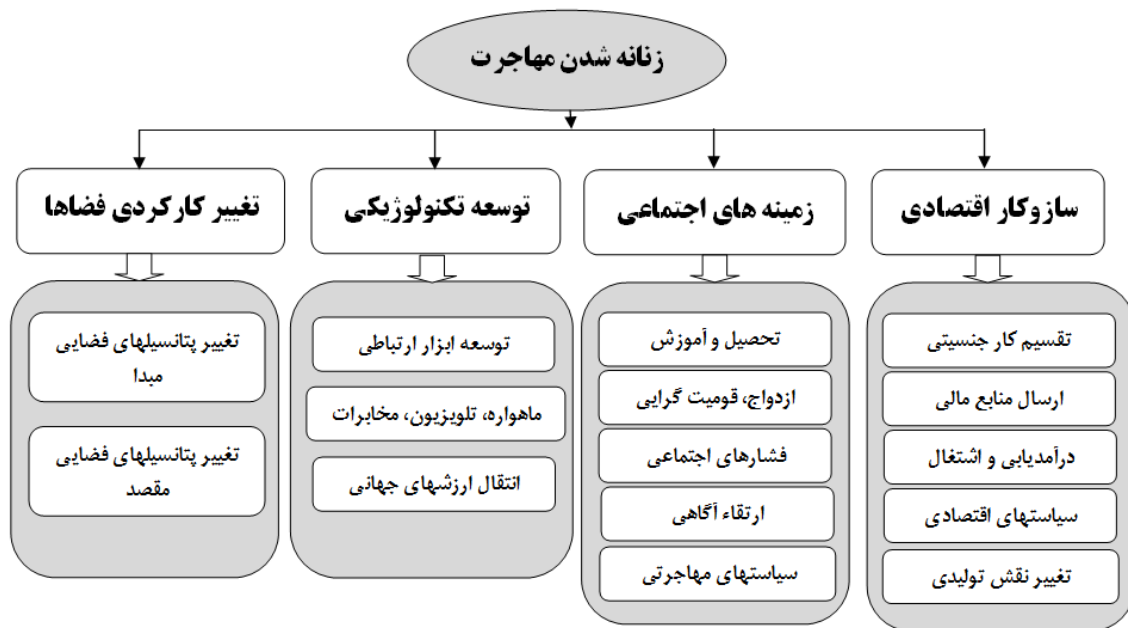 زنانه شدن مهاجرت
سازوکار اقتصادی
زمینه های اجتماعی
توسعه تکنولوژیکی
تغییر کارکردی فضاها
تقسیم کار جنسیتی
ارسال منابع مالی
درآمدیابی و اشتغال
سیاستهای اقتصادی
تغییر نقش تولیدی
تحصیل و آموزش
ازدواج، قومیت گرایی
فشارهای اجتماعی
ارتقاء آگاهی
سیاستهای مهاجرتی
توسعه ابزار ارتباطی
ماهواره، تلویزیون، مخابرات
انتقال ارزشهای جهانی
تغییر پتانسیلهای فضایی
مبدا
تغییر پتانسیلهای فضایی
مقصد